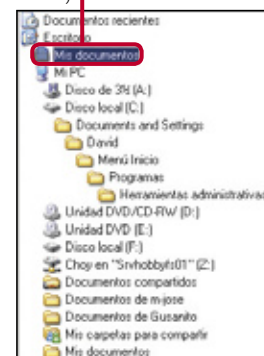 Documentos recientes
Escritorio
Mis documentos
Mi PC
Disco de 3½ (A:)
Disco local (C:)
Documents and Settings
David
Menú Inicio
Programas
Herramientas administrativas
Unidad DVD/CD-RW (D:)
Unidad DVD (E:)
Disco local (F:)
Choy en "Srvhobbyfs01" (Z:)
Documentos compartidos
Documentos de m-jose
Documentos de Gusanito
Mis carpetas para compartir
Mis documentos